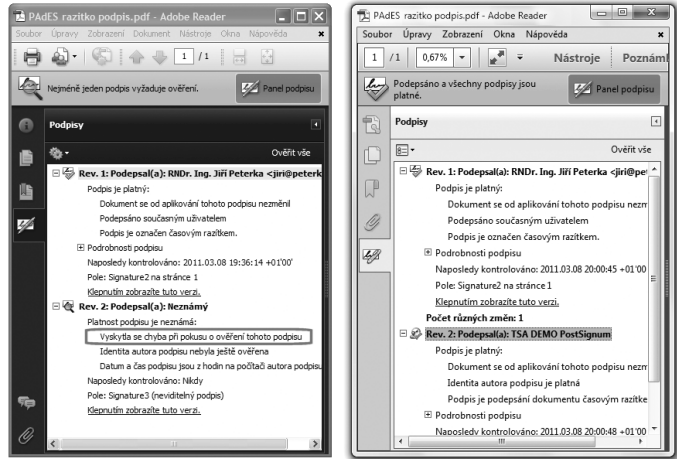 PAdES razitko podpis.pdf - Adobe Reader
Soubor Úpravy Zobrazení Dokument Nástroje Okna Nápověda
1 / 1
Nejméně jeden podpis vyžaduje ověření.
Panel podpisu
Podpisy
Ověřit vše
Rev. 1: Podepsal(a): RNDr. Ing. Jiří Peterka <jiri@peterk
Podpis je platný:
Dokument se od aplikování tohoto podpisu nezměnil
Podepsáno současným uživatelem
Podpis je označen časovým razítkem.
Podrobnosti podpisu
Naposledy kontrolováno: 2011.03.08 19:36:14 +01'00'
Pole: Signature2 na stránce 1
Klepnutím zobrazíte tuto verzi.
Rev. 2: Podepsal(a): Neznámý
Platnost podpisu je neznámá:
Vyskytla se chyba při pokusu o ověření tohoto podpisu
Identita autora podpisu nebyla ještě ověřena
Datum a čas podpisu jsou z hodin na počítači autora podpisu
Naposledy kontrolováno: Nikdy
Pole: Signature3 (neviditelný podpis)
Klepnutím zobrazíte tuto verzi.
PAdES razitko podpis.pdf - Adobe Reader
Soubor Úpravy Zobrazení Okna Nápověda
1 / 1 0,67% Nástroje Poznám
Podepsáno a všechny podpisy jsou
platné.
Panel podpisu
Podpisy
Ověřit vše
Rev. 1: Podepsal(a): RNDr. Ing. Jiří Peterka <jiri@pet
Podpis je platný:
Dokument se od aplikování tohoto podpisu nezm
Podepsáno současným uživatelem
Podpis je označen časovým razítkem.
Podrobnosti podpisu
Naposledy kontrolováno: 2011.03.08 20:00:45 +01'00
Pole: Signature2 na stránce 1
Klepnutím zobrazíte tuto verzi.
Počet různých změn: 1
Rev. 2: Podepsal(a): TSA DEMO PostSignum
Podpis je platný:
Dokument se od aplikování tohoto podpisu nezm
Identita autora podpisu je platná
Podpis je podepsání dokumentu časovým razítke
Podrobnosti podpisu
Naposledy kontrolováno: 2011.03.08 20:00:48 +01'00